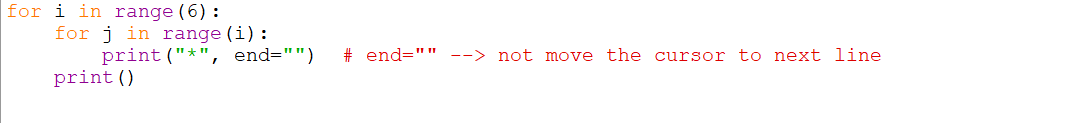 for i in range(6):
    for j in range(i):
        print("*", end="")  # end="" --> not move the cursor to next line
    print()